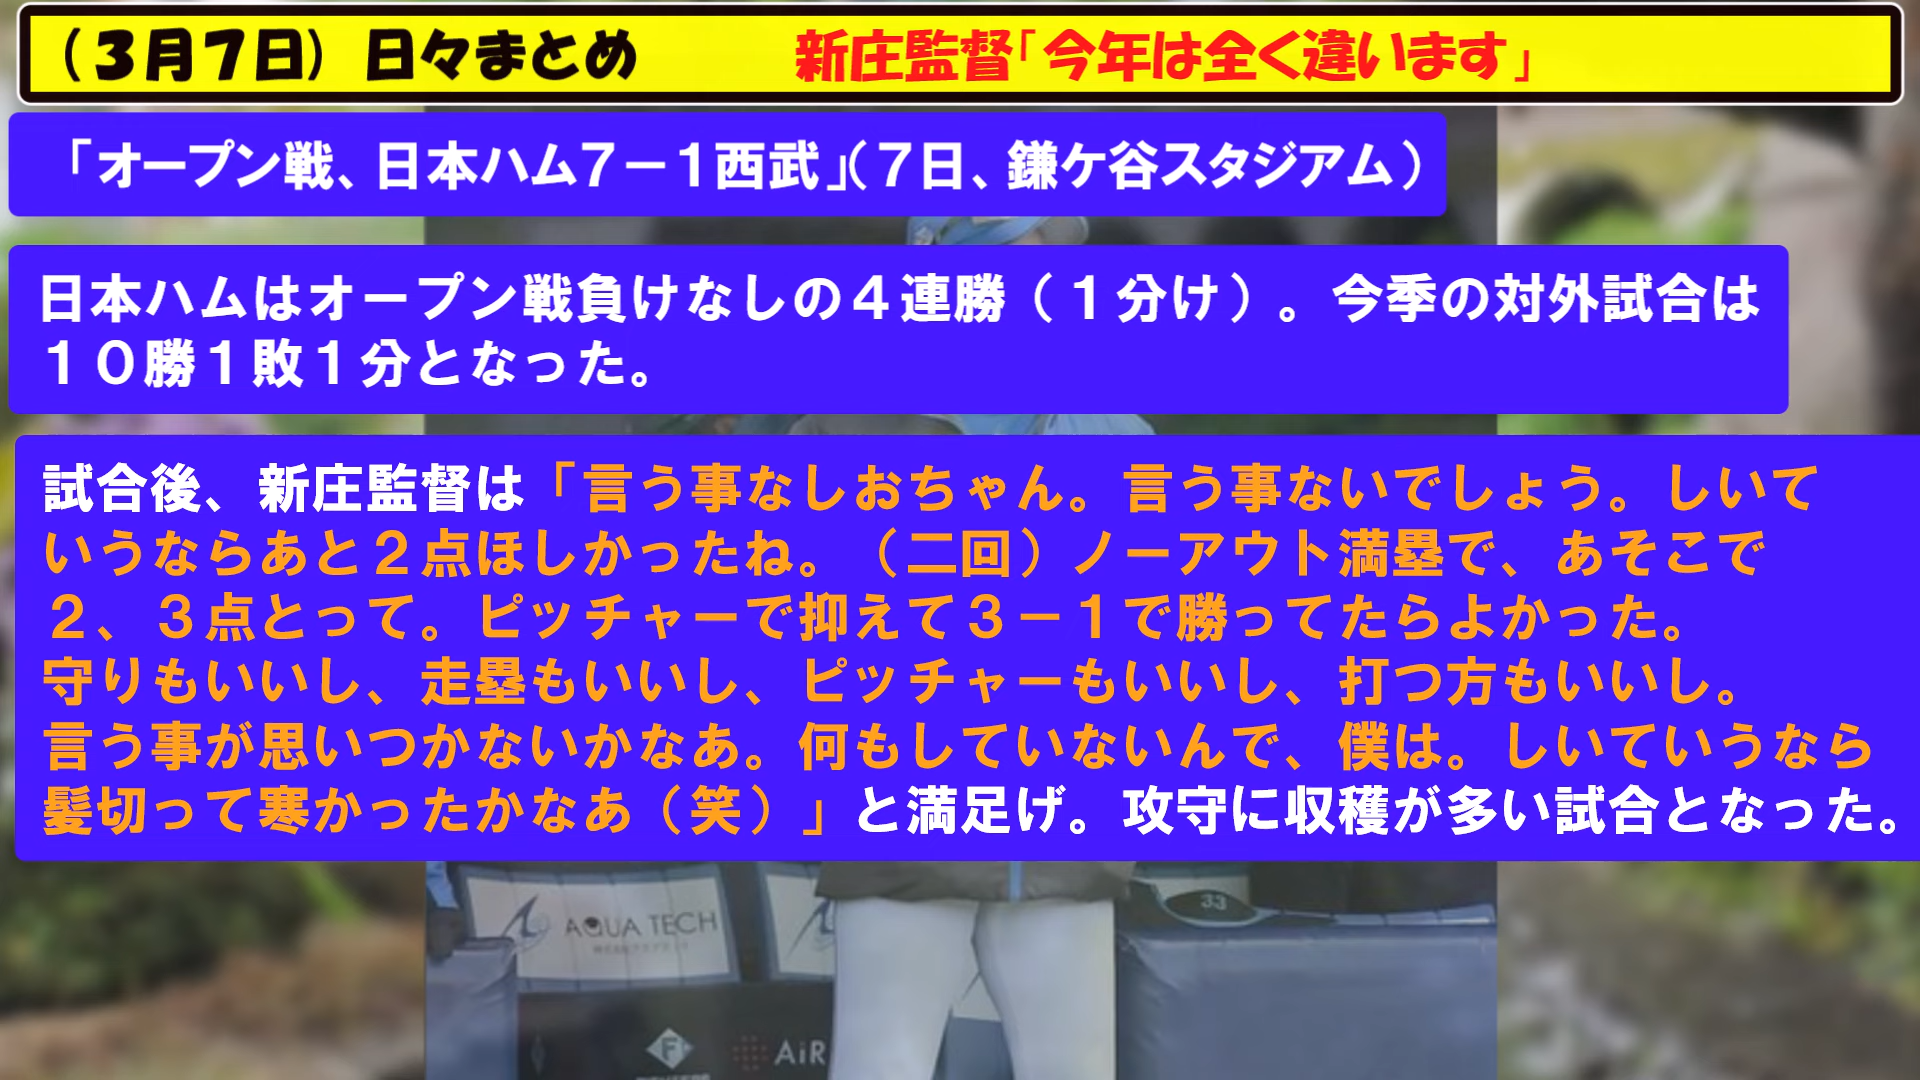 （３月７日）日々まとめ　新庄監督「今年は全く違います」
「オープン戦、日本ハム７－１西武」（７日、鎌ケ谷スタジアム）
日本ハムはオープン戦負けなしの４連勝（１分け）。今季の対外試合は
１０勝１敗１分となった。
試合後、新庄監督は「言う事なしおちゃん。言う事ないでしょう。しいて
いうならあと２点ほしかったね。（二回）ノーアウト満塁で、あそこで
２、３点とって。ピッチャーで抑えて３－１で勝ってたらよかった。
守りもいいし、走塁もいいし、ピッチャーもいいし、打つ方もいいし。
言う事が思いつかないかなあ。何もしていないんで、僕は。しいていうなら
髪切って寒かったかなあ（笑）」と満足げ。攻守に収穫が多い試合となった。
AQUA TECH
33
F
AiR